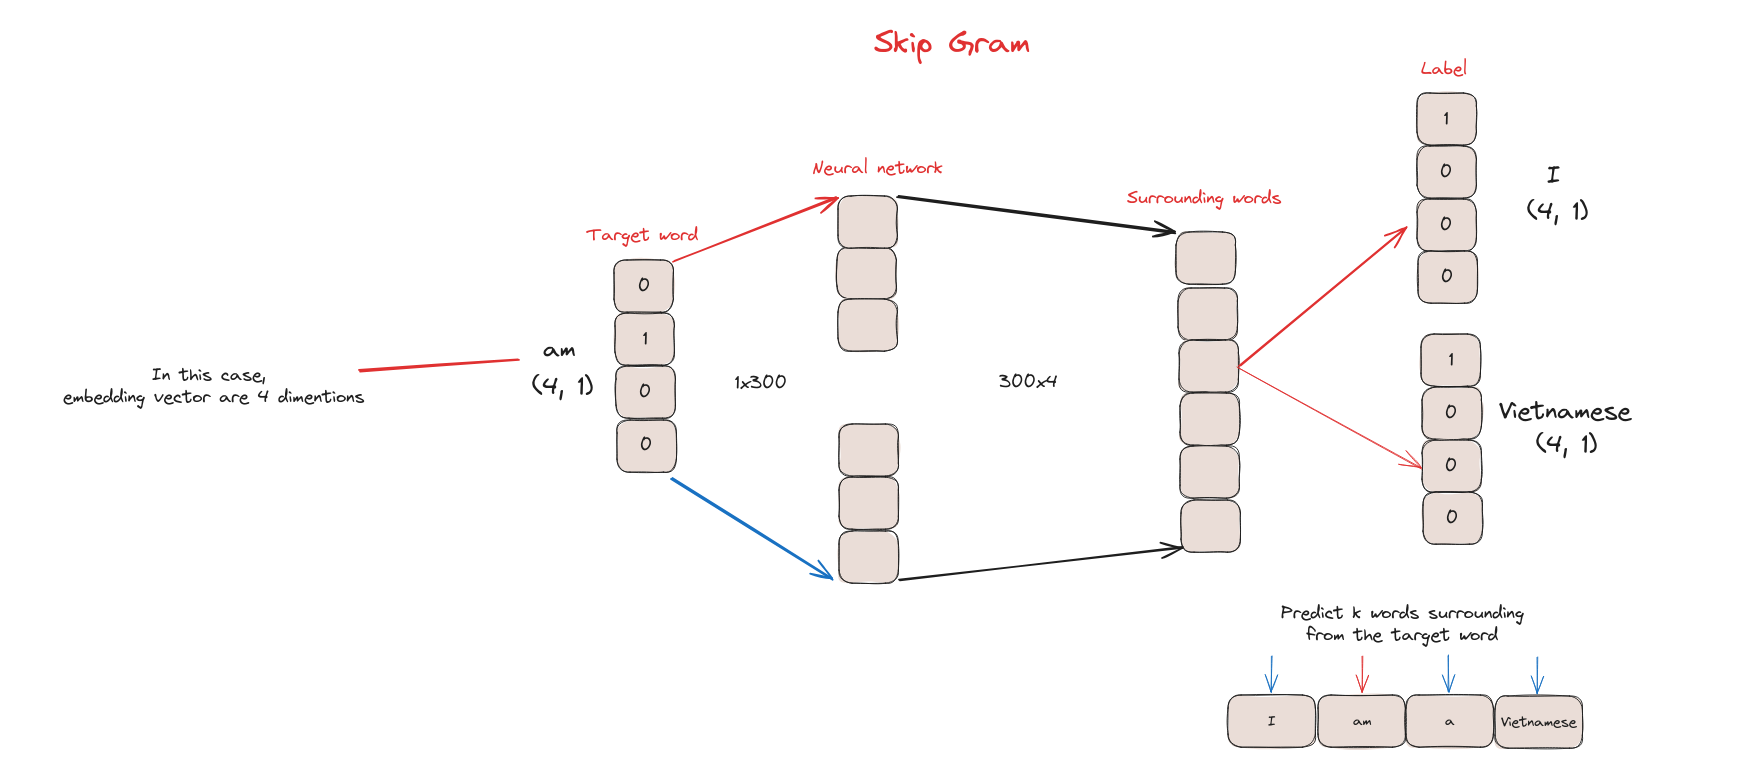 Skip Gram
Label
1
0
0
0
I
(4, 1)
Neural network
Surrounding words
Target word
0
1
0
0
am
(4, 1)
In this case,
embedding vector are 4 dimentions
1x300
300x4
1
0
0
0
Vietnamese
(4, 1)
Predict k words surrounding
from the target word
I am a Vietnamese